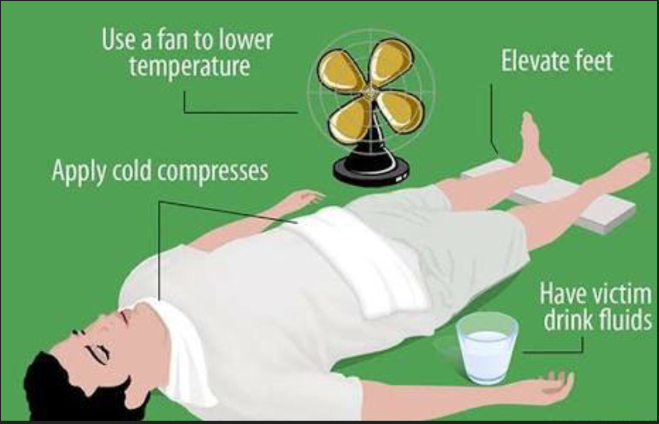 Use a fan to lower
temperature
Elevate feet
Apply cold compresses
Have victim
drink fluids